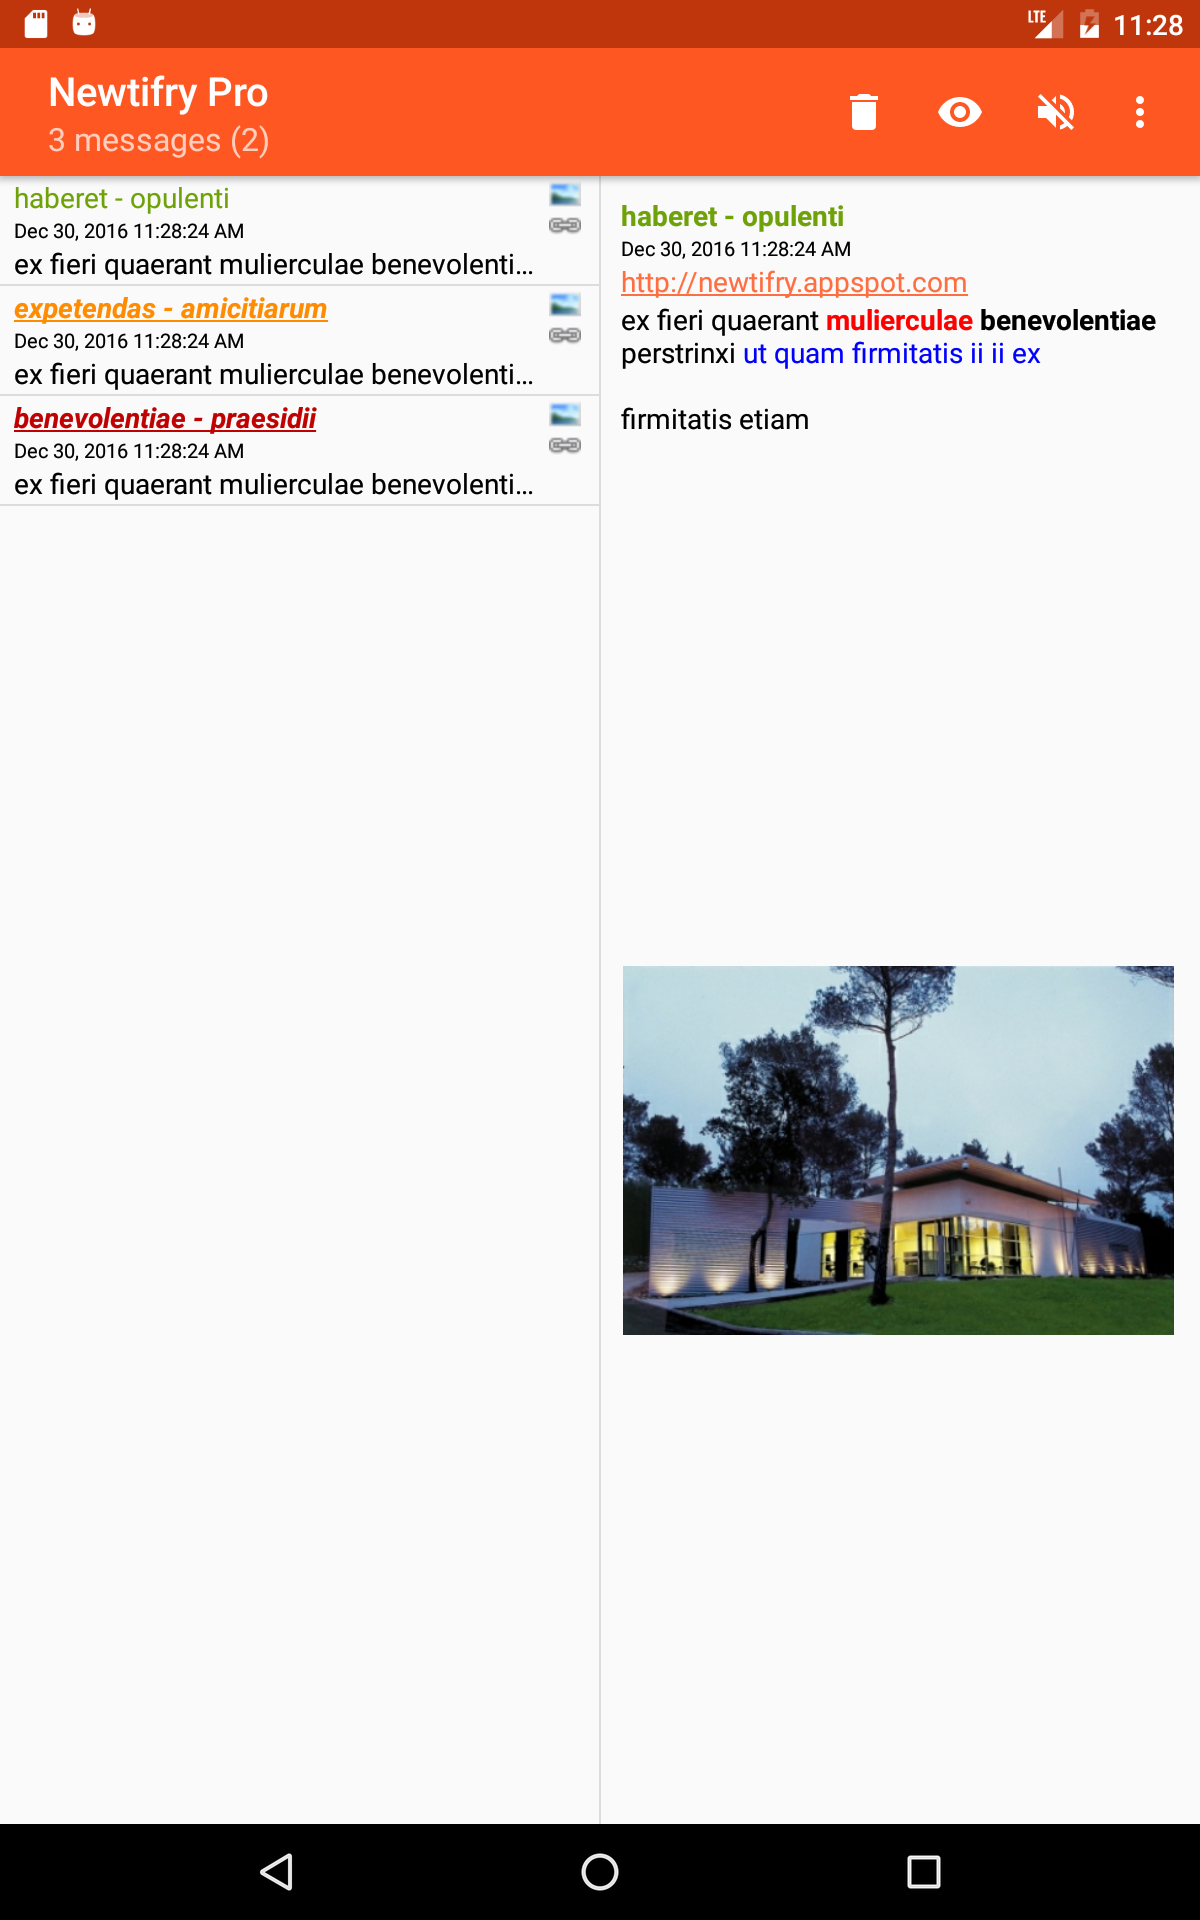 LTE 11:28
Newtifry Pro
3 messages (2)
haberet - opulenti
Dec 30, 2016 11:28:24 AM
ex fieri quaerant mulierculae benevolenti...
expetendas - amicitiarum
Dec 30, 2016 11:28:24 AM
ex fieri quaerant mulierculae benevolenti...
benevolentiae - praesidii
Dec 30, 2016 11:28:24 AM
ex fieri quaerant mulierculae benevolenti...
haberet - opulenti
Dec 30, 2016 11:28:24 AM
http://newtifry.appspot.com
ex fieri quaerant mulierculae benevolentiae
perstrinxi ut quam firmitatis ii ii ex
firmitatis etiam